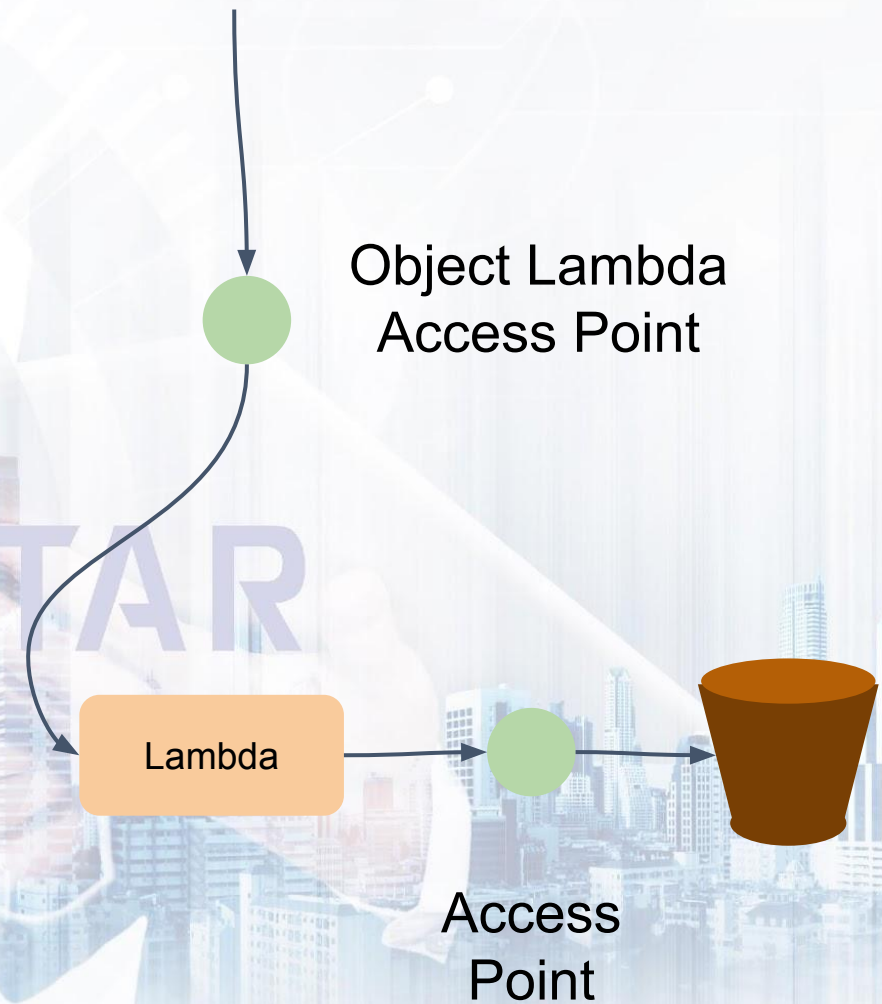 Object Lambda
Access Point
TAR
Lambda
Access
Point